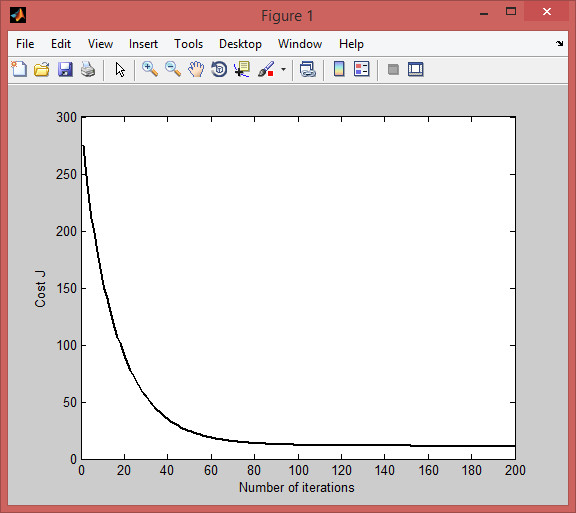 Figure 1
File Edit View Insert Tools Desktop Window Help
300
250
200
150
100
50
0
Cost J
0 20 40 60 80 100 120 140 160 180 200
Number of iterations